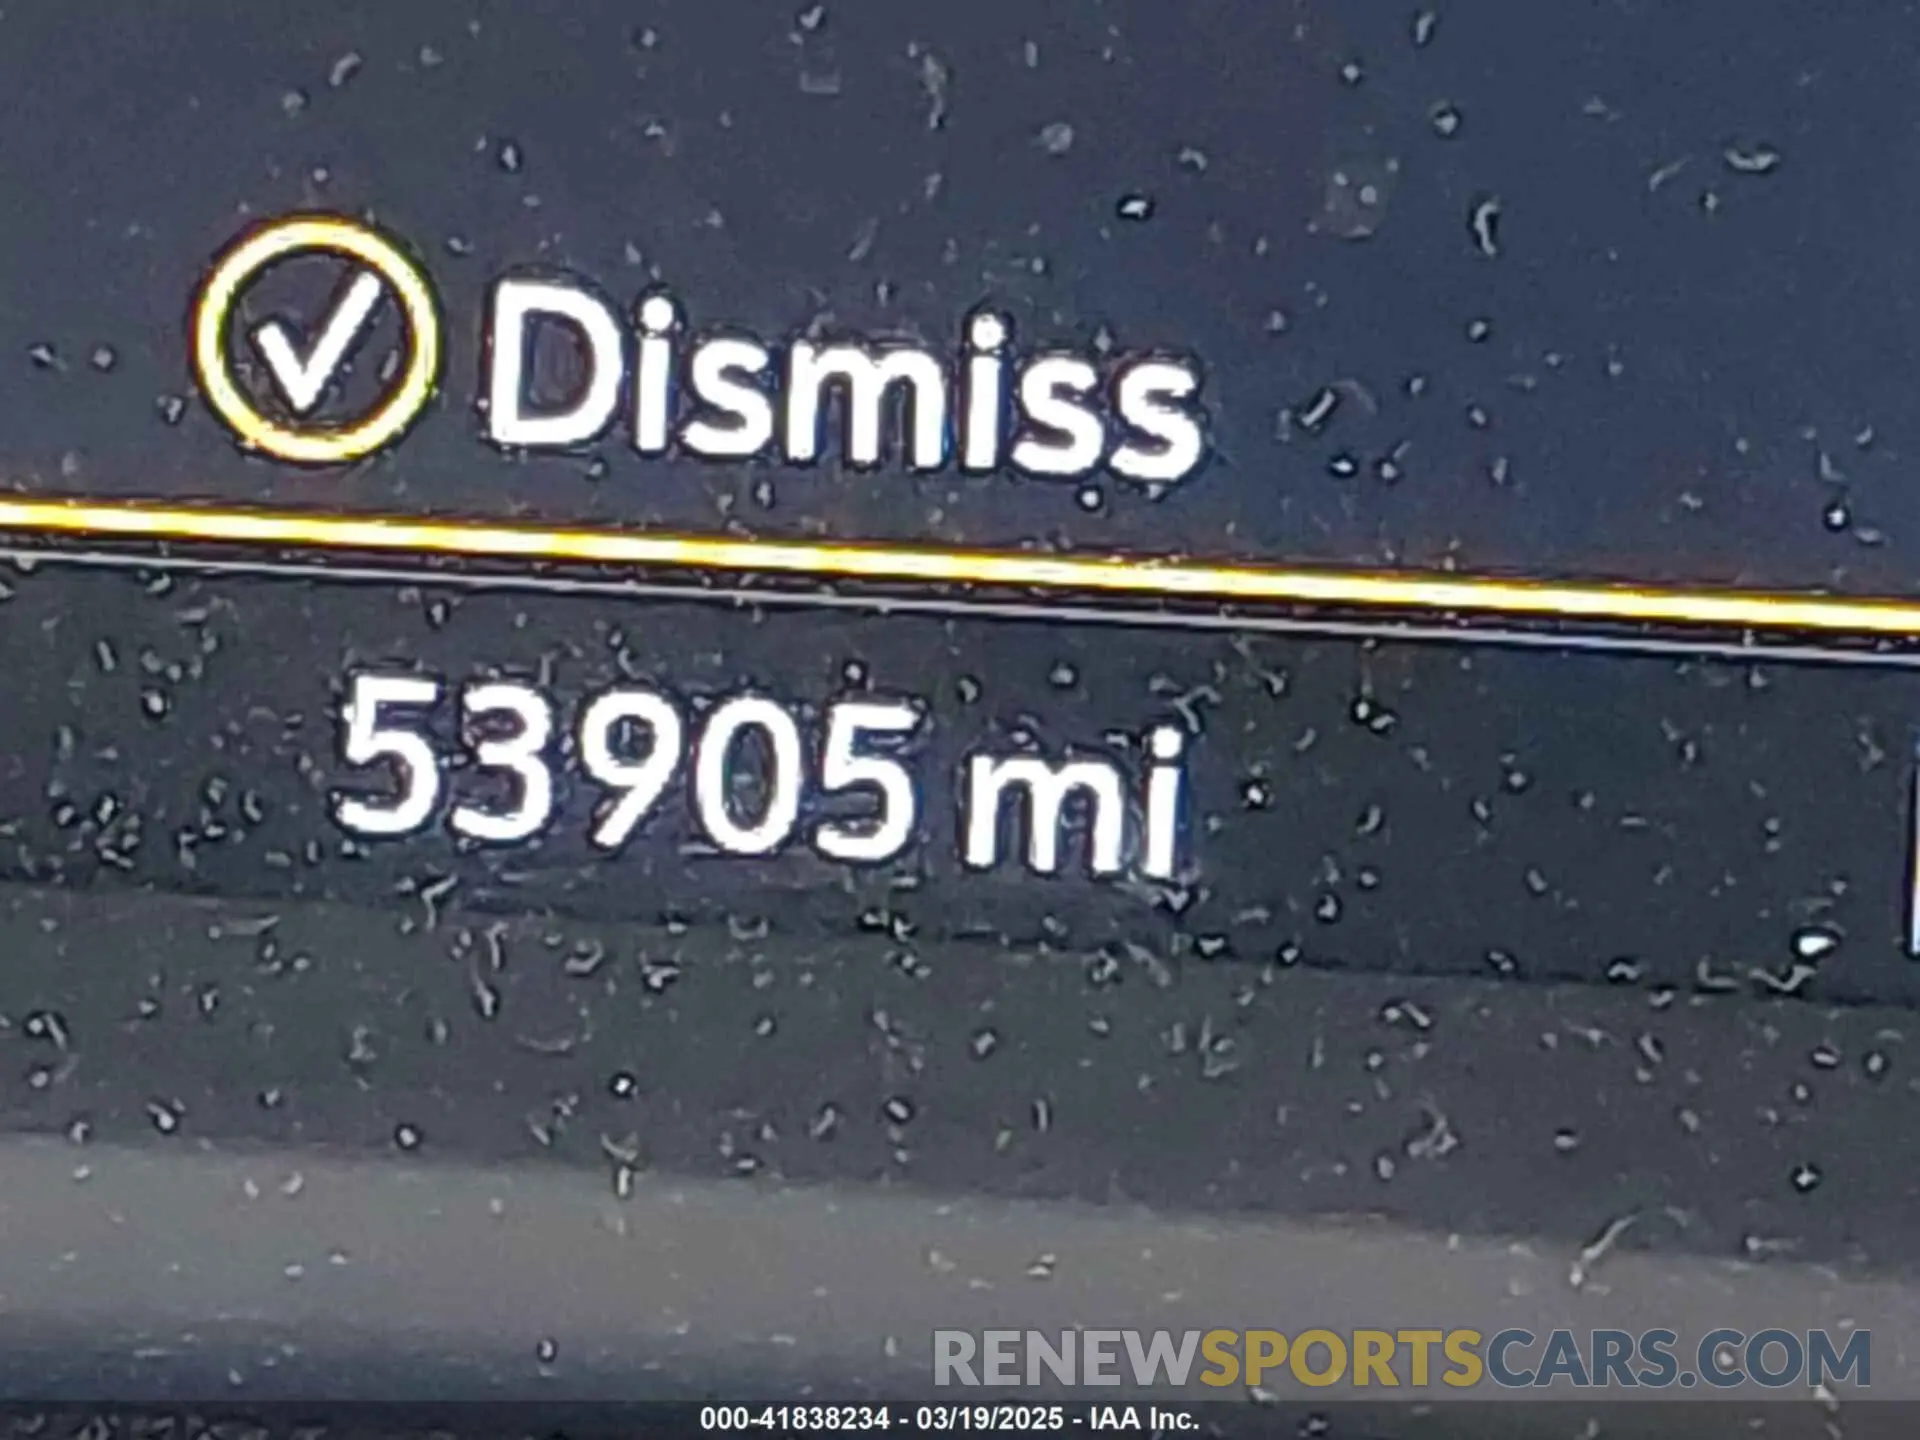 Dismiss
53905 mi
RENEWSPORTSCARS.COM
000-41838234 - 03/19/2025 - IAA Inc.